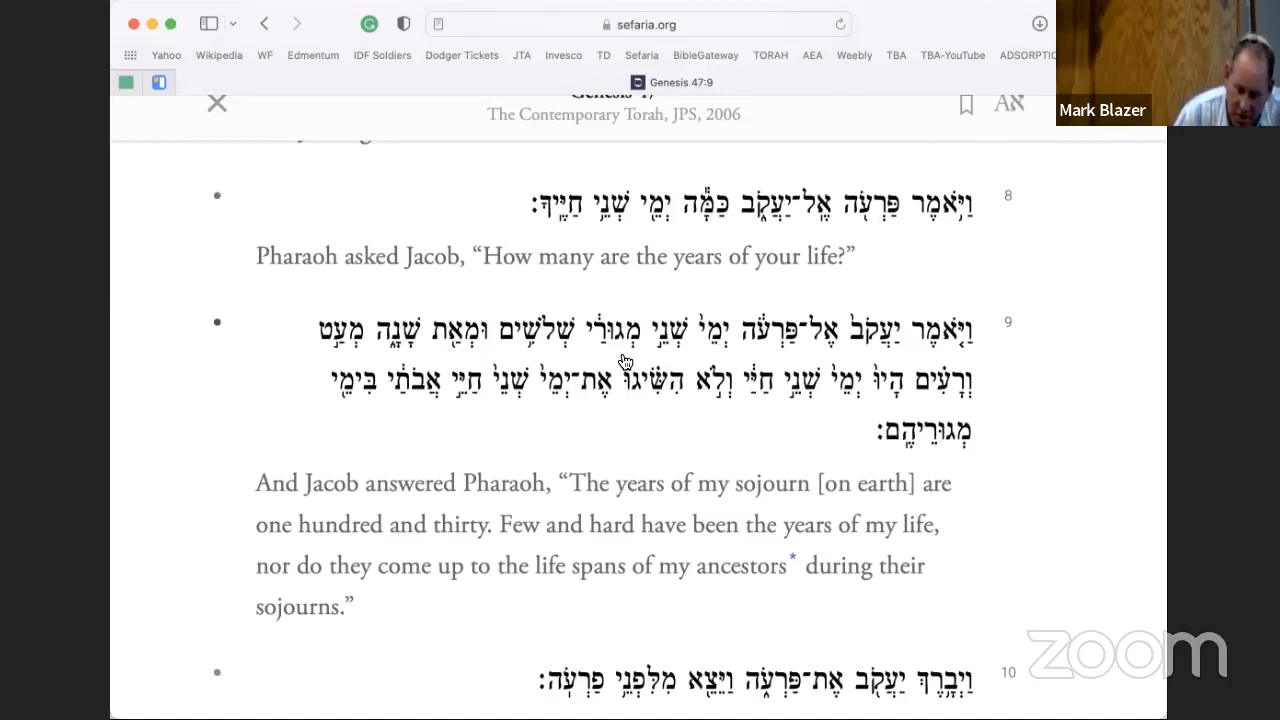 sefaria.org
Yahoo Wikipedia WF Edmentum IDF Soldiers Dodger Tickets JTA Invesco TD Sefaria BibleGateway TORAH AEA Weebly TBA TBA-YouTube ADSORPTIO
Genesis 47:9
The Contemporary Torah, JPS, 2006
Mark Blazer
8
וַיֹּ֥אמֶר פַּרְעֹ֖ה אֶֽל־יַעֲקֹ֑ב כַּמָּ֕ה יְמֵ֖י שְׁנֵ֥י חַיֶּֽיךָ׃
Pharaoh asked Jacob, “How many are the years of your life?”
9
וַיֹּ֤אמֶר יַעֲקֹב֙ אֶל־פַּרְעֹ֔ה יְמֵי֙ שְׁנֵ֣י מְגוּרַ֔י שְׁלֹשִׁ֥ים וּמְאַ֖ת שָׁנָ֑ה מְעַ֣ט
וְרָעִ֗ים הָיוּ֙ יְמֵי֙ שְׁנֵ֣י חַיַּ֔י וְלֹ֣א הִשִּׂ֗יגוּ אֶת־יְמֵי֙ שְׁנֵי֙ חַיֵּ֣י אֲבֹתַ֔י בִּימֵ֖י
מְגוּרֵיהֶֽם׃
And Jacob answered Pharaoh, “The years of my sojourn [on earth] are
one hundred and thirty. Few and hard have been the years of my life,
nor do they come up to the life spans of my ancestors* during their
sojourns.”
10
וַיְבָ֥רֶךְ יַעֲקֹ֖ב אֶת־פַּרְעֹ֑ה וַיֵּצֵ֖א מִלִּפְנֵ֥י פַרְעֹֽה׃
zoom